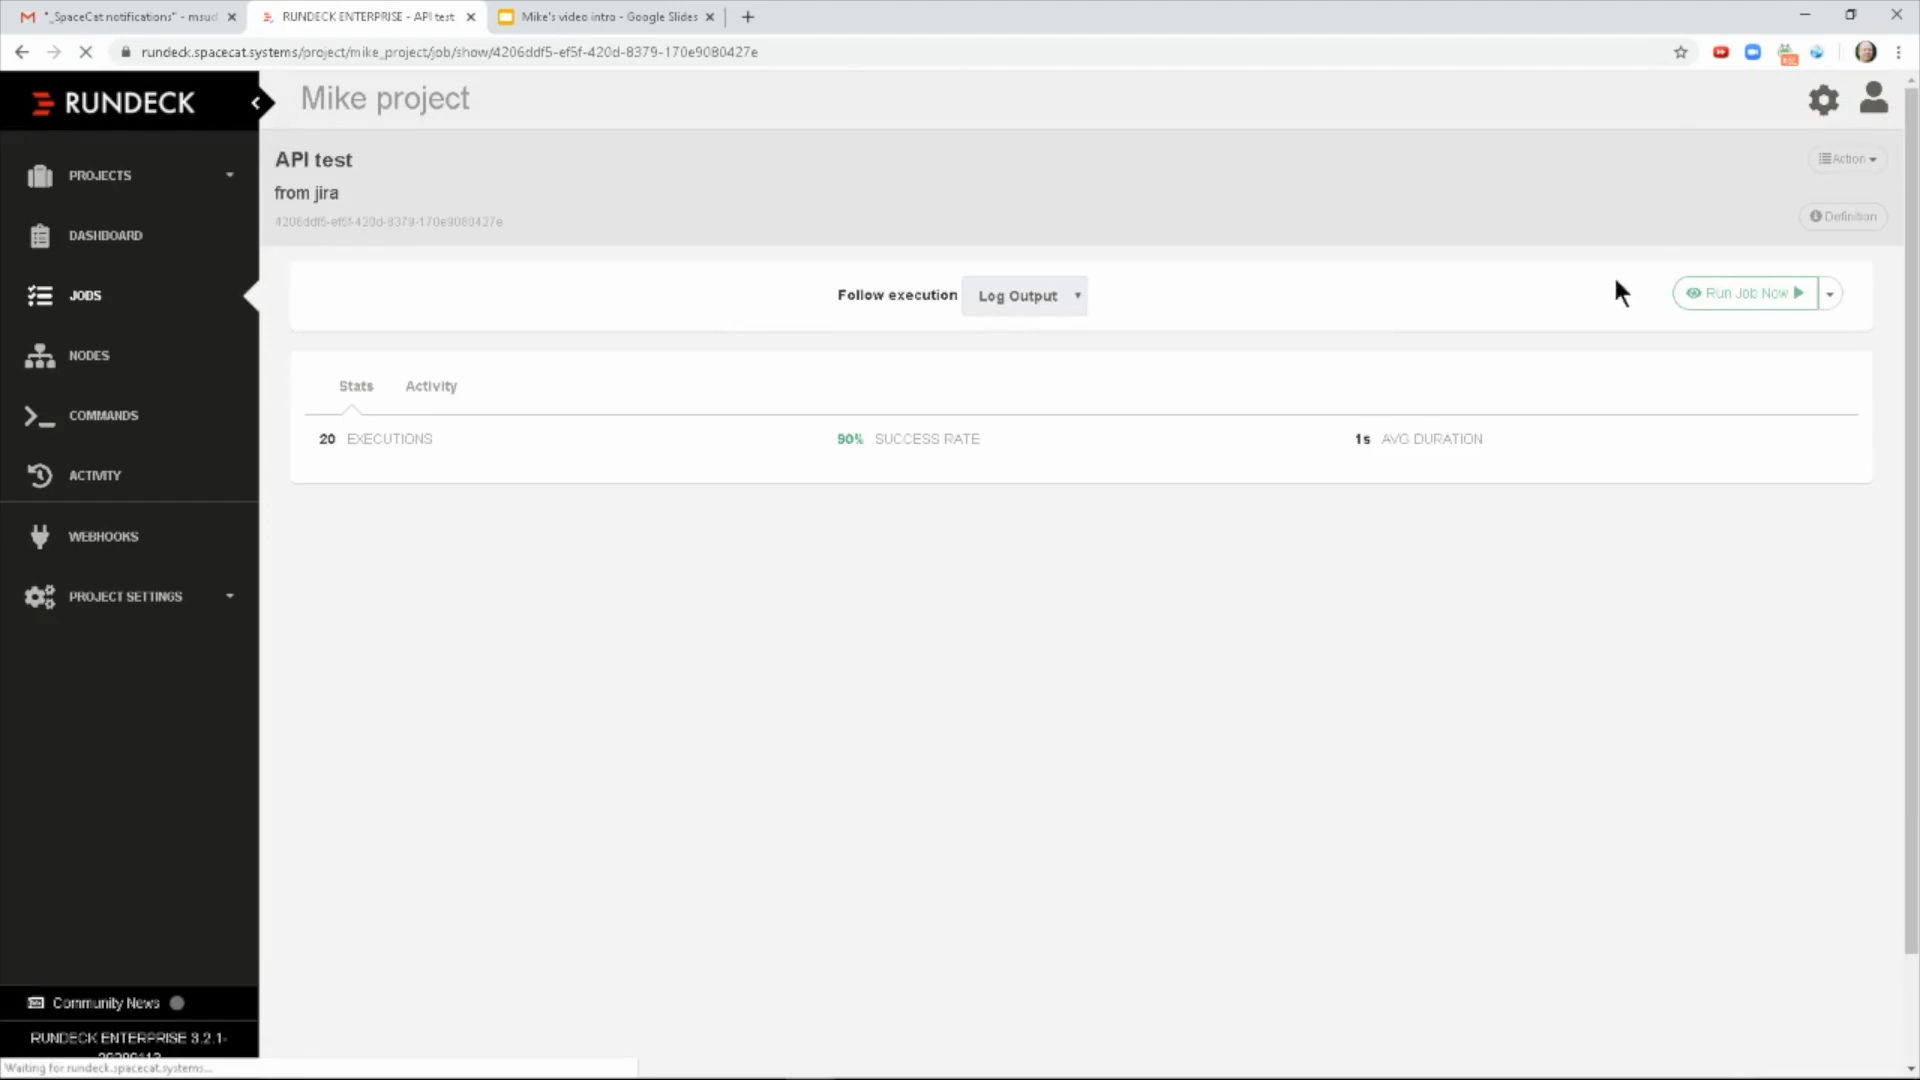 "_SpaceCat notifications" - msud
RUNDECK ENTERPRISE - API test
Mike's video intro - Google Slides
rundeck.spacecat.systems/project/mike_project/job/show/4206ddf5-ef5f-420d-8379-170e9080427e
RUNDECK
Mike project
API test
Action
from jira
4206ddf5-ef5f-420d-8379-170e9080427e
Definition
PROJECTS
DASHBOARD
JOBS
NODES
COMMANDS
ACTIVITY
WEBHOOKS
PROJECT SETTINGS
Follow execution Log Output
Run Job Now
Stats Activity
20 EXECUTIONS 90% SUCCESS RATE 1s AVG DURATION
Community News
RUNDECK ENTERPRISE 3.2.1-
Waiting for rundeck.spacecat.systems...